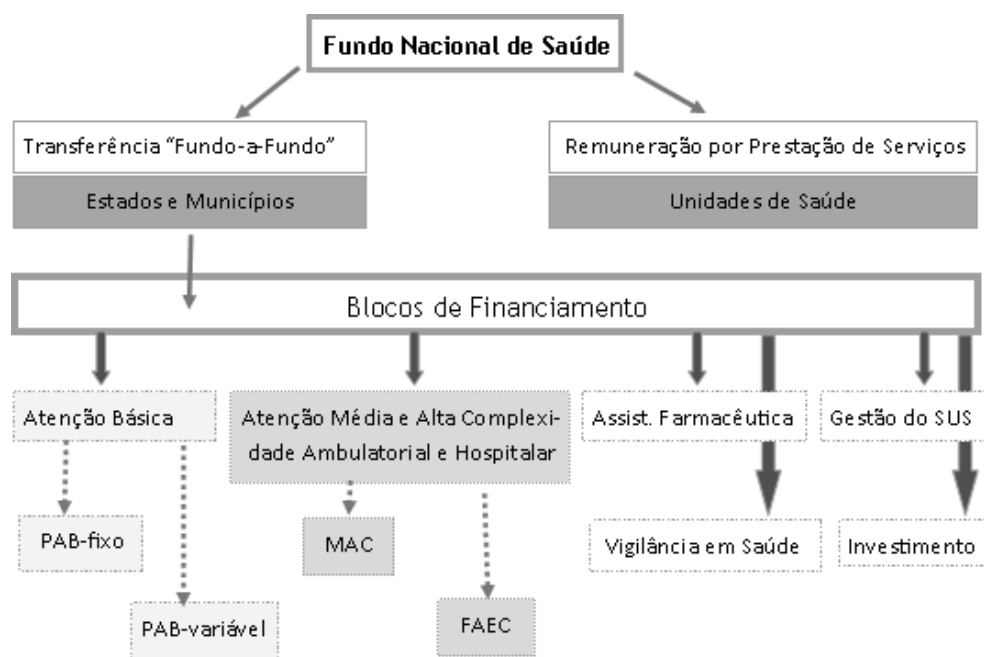 Fundo Nacional de Saúde
Transferência “Fundo-a-Fundo”
Estados e Municípios
Remuneração por Prestação de Serviços
Unidades de Saúde
Blocos de Financiamento
Atenção Básica
Atenção Média e Alta Complexi-
dade Ambulatorial e Hospitalar
Assist. Farmacêutica
Gestão do SUS
PAB-fixo
MAC
Vigilância em Saúde
Investimento
PAB-variável
FAEC